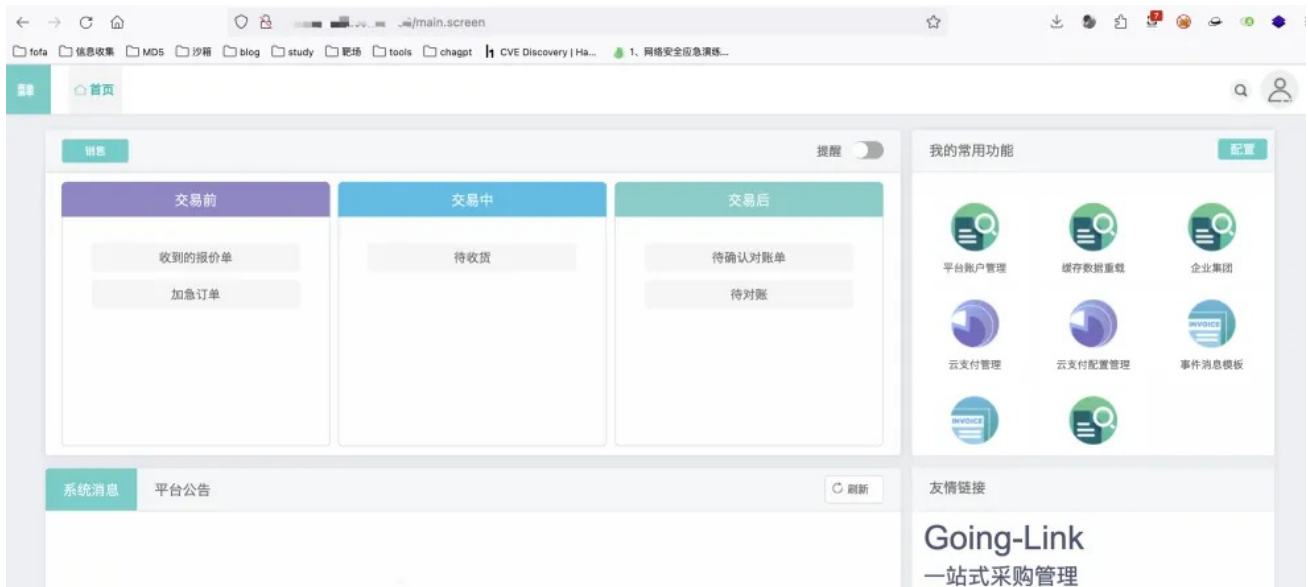 /main.screen
fofa 信息收集 MD5 沙箱 blog study 靶场 tools chagpt CVE Discovery | Ha... 1、网络安全应急演练...
菜单 首页
销售 提醒
我的常用功能 配置
交易前 交易中 交易后
收到的报价单 待收货 待确认对账单
加急订单 待对账
平台账户管理 缓存数据重载 企业集团
INVOICE
云支付管理 云支付配置管理 事件消息模板
INVOICE
系统消息 平台公告 刷新
友情链接
Going-Link
一站式采购管理